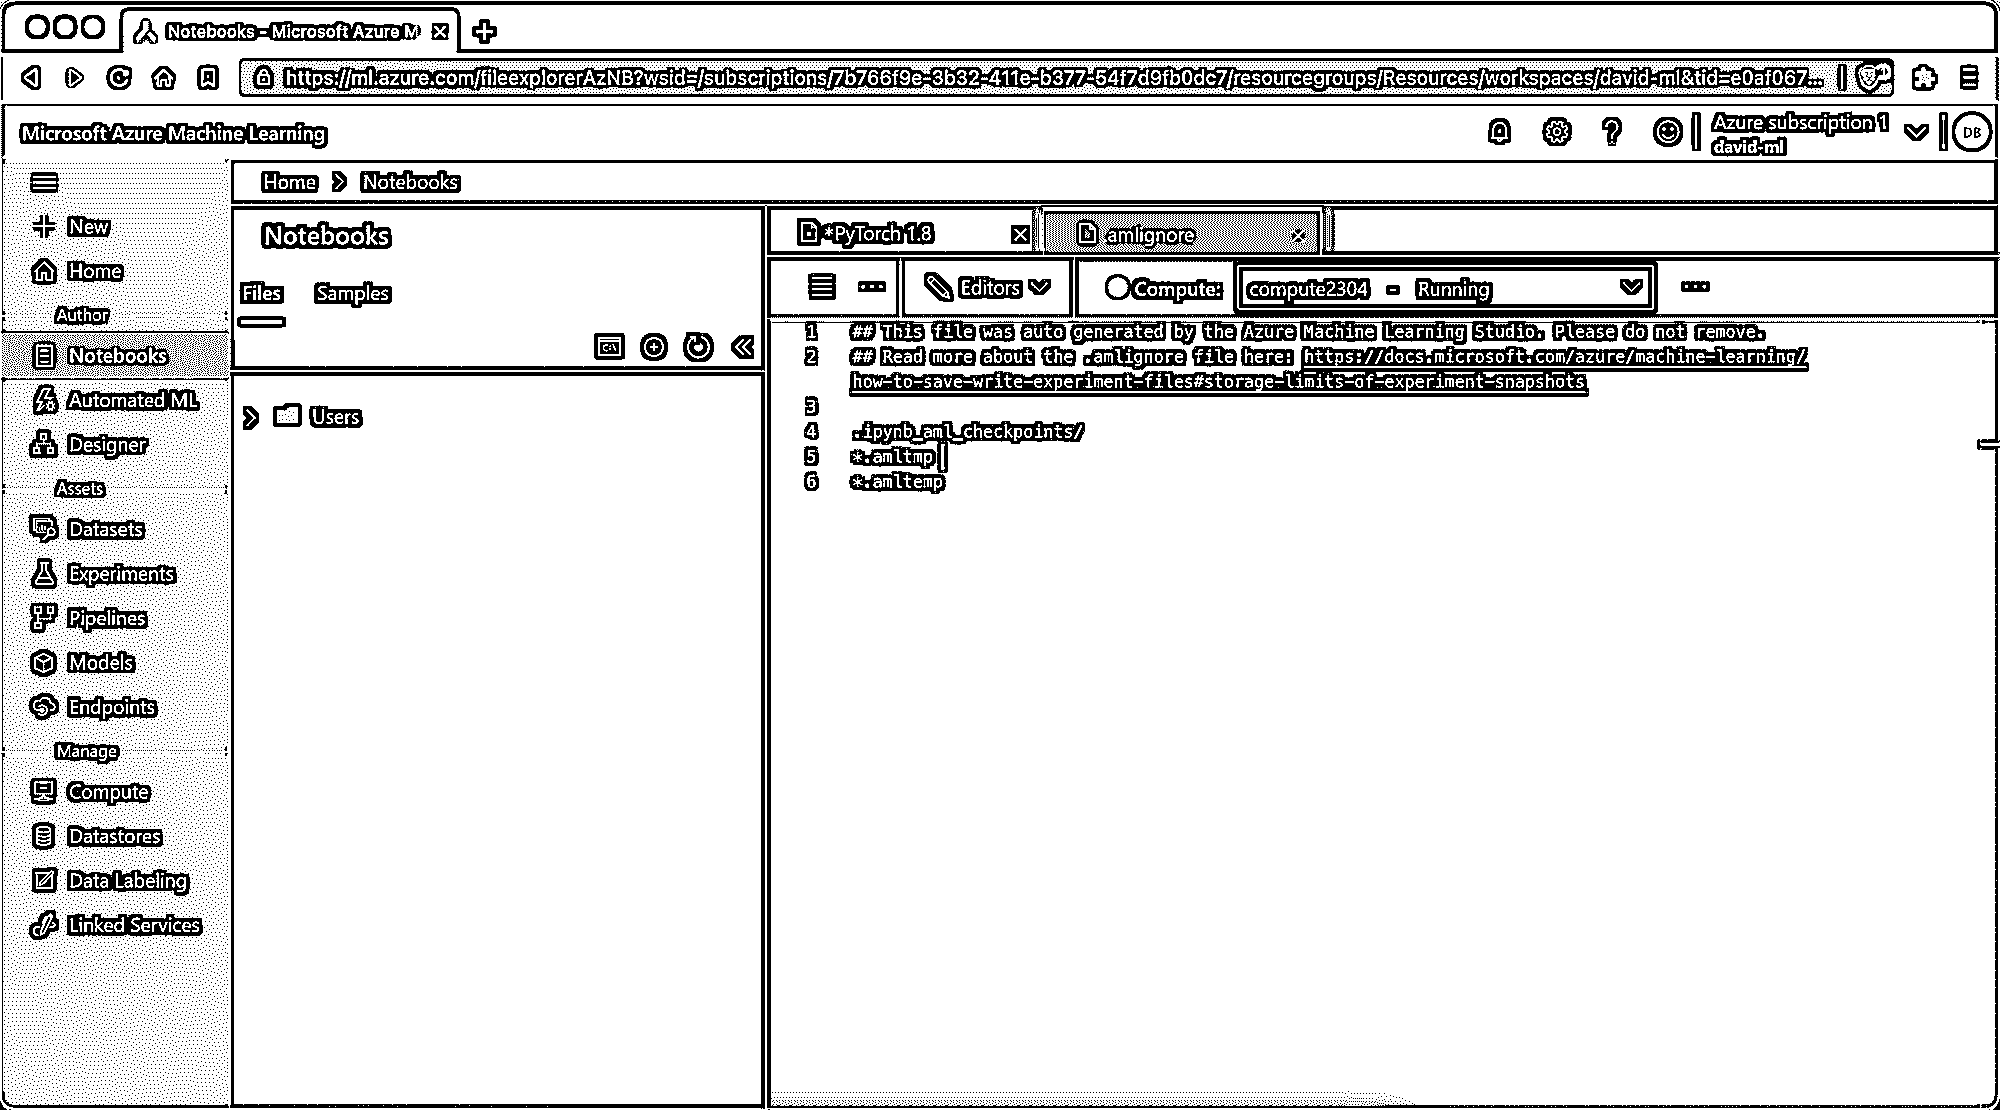 Notebooks - Microsoft Azure M
https://ml.azure.com/fileexplorerAzNB?wsid=/subscriptions/7b766f9e-3b32-411e-b377-54f7d9fb0dc7/resourcegroups/Resources/workspaces/david-ml&tid=e0af067...
Microsoft Azure Machine Learning
Azure subscription 1
david-ml
DB
New
Home
Author
Notebooks
Automated ML
Designer
Assets
Datasets
Experiments
Pipelines
Models
Endpoints
Manage
Compute
Datastores
Data Labeling
Linked Services
Home > Notebooks
Notebooks
Files Samples
Users
*PyTorch 1.8
.amlignore
Editors
Compute: compute2304 - Running
1 ## This file was auto generated by the Azure Machine Learning Studio. Please do not remove.
2 ## Read more about the .amlignore file here: https://docs.microsoft.com/azure/machine-learning/
how-to-save-write-experiment-files#storage-limits-of-experiment-snapshots
3
4 .ipynb_aml_checkpoints/
5 *.amltmp
6 *.amltemp